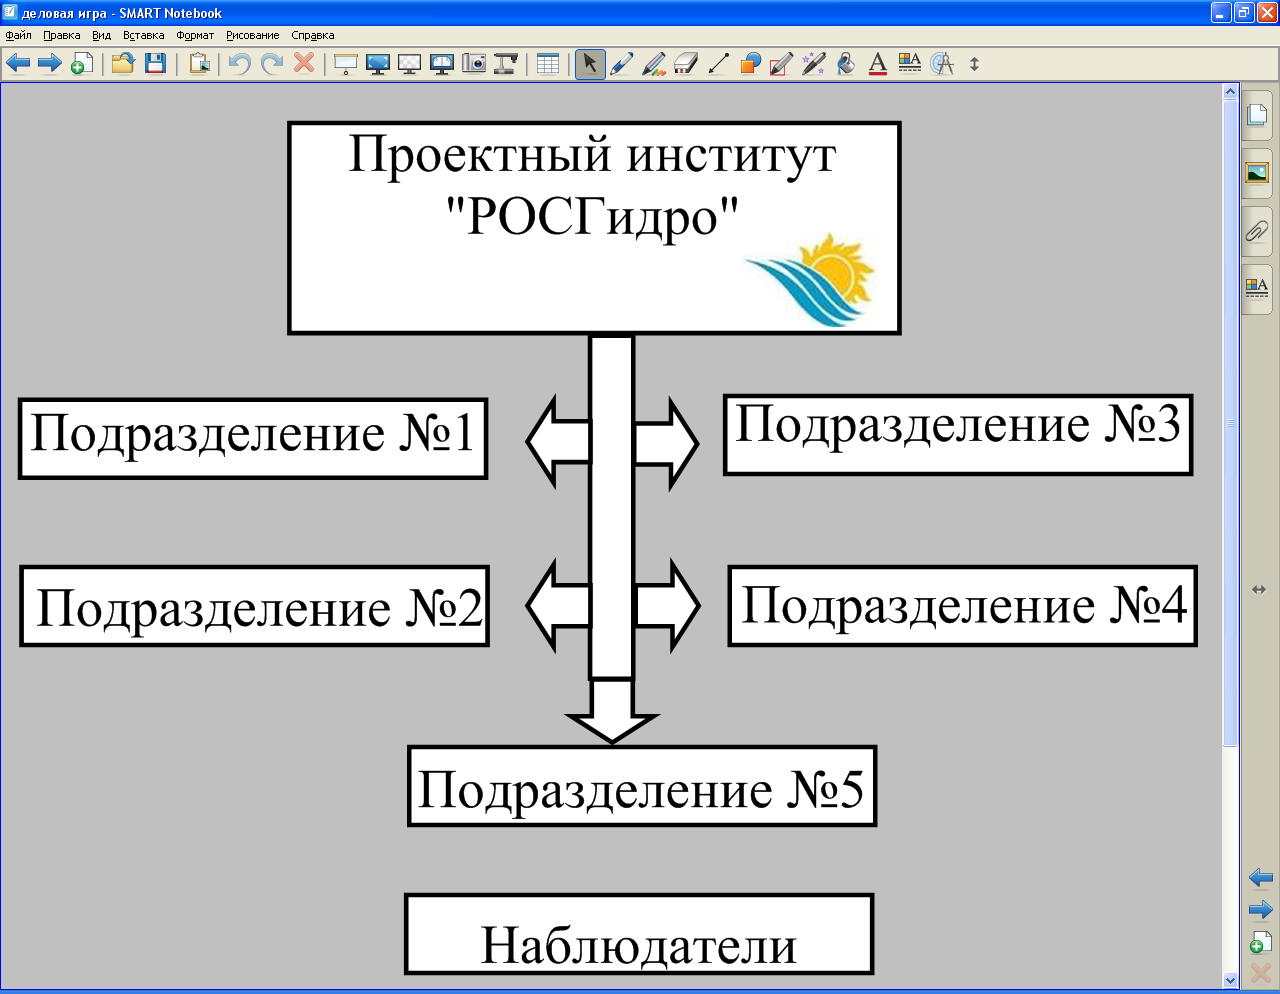 деловая игра - SMART Notebook
Файл Правка Вид Вставка Формат Рисование Справка
Проектный институт
"РОСГидро"
Подразделение №1
Подразделение №3
Подразделение №2
Подразделение №4
Подразделение №5
Наблюдатели